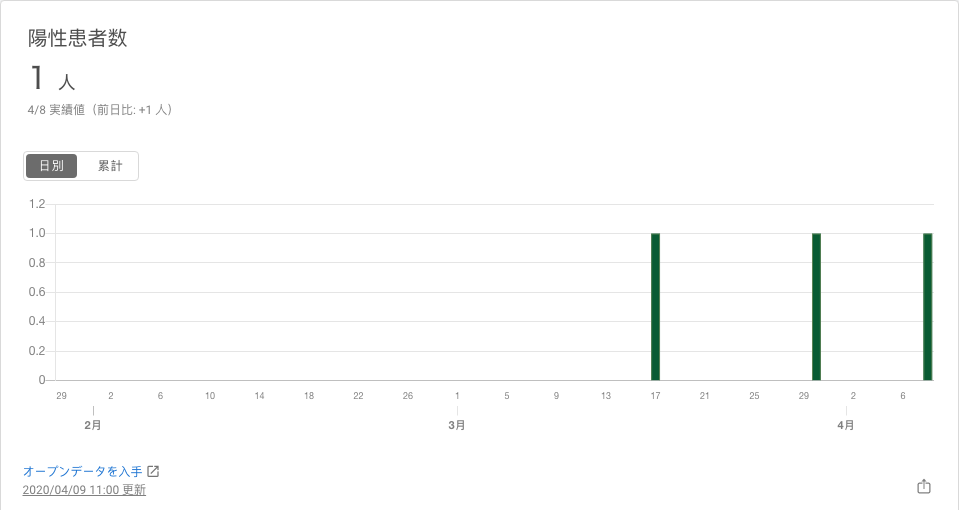 陽性患者数
1 人
4/8 実績値（前日比: +1 人）
日別 累計
1.2
1.0
0.8
0.6
0.4
0.2
0
29 2 6 10 14 18 22 26 1 5 9 13 17 21 25 29 2 6
2月 3月 4月
オープンデータを入手
2020/04/09 11:00 更新